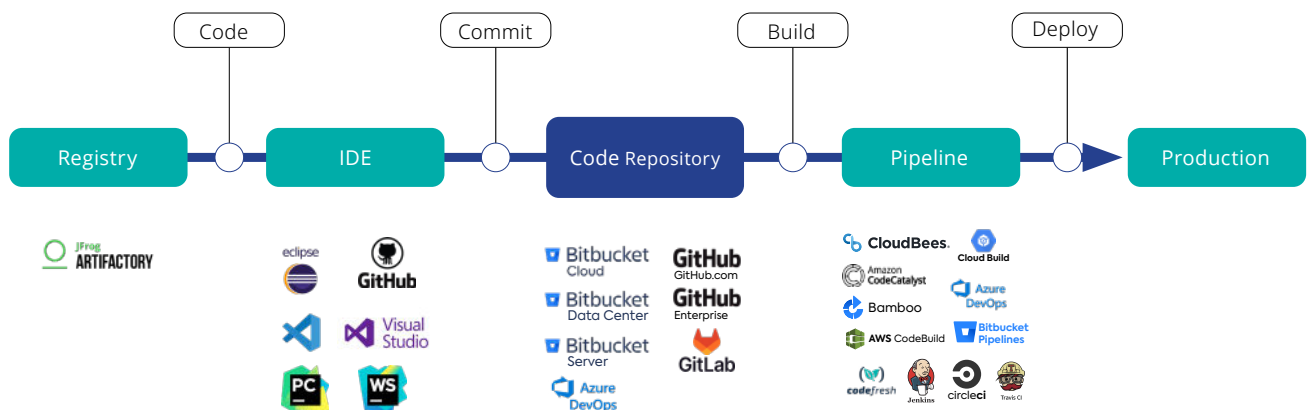 Code
Commit
Build
Deploy
Registry
IDE
Code Repository
Pipeline
Production
JFrog
ARTIFACTORY
eclipse
GitHub
Visual
Studio
PC
WS
Bitbucket
Cloud
GitHub
GitHub.com
Bitbucket
Data Center
GitHub
Enterprise
Bitbucket
Server
GitLab
Azure
DevOps
CloudBees.
Cloud Build
Amazon
CodeCatalyst
Azure
DevOps
Bamboo
AWS CodeBuild
Bitbucket
Pipelines
codefresh
Jenkins
circleci
Travis CI